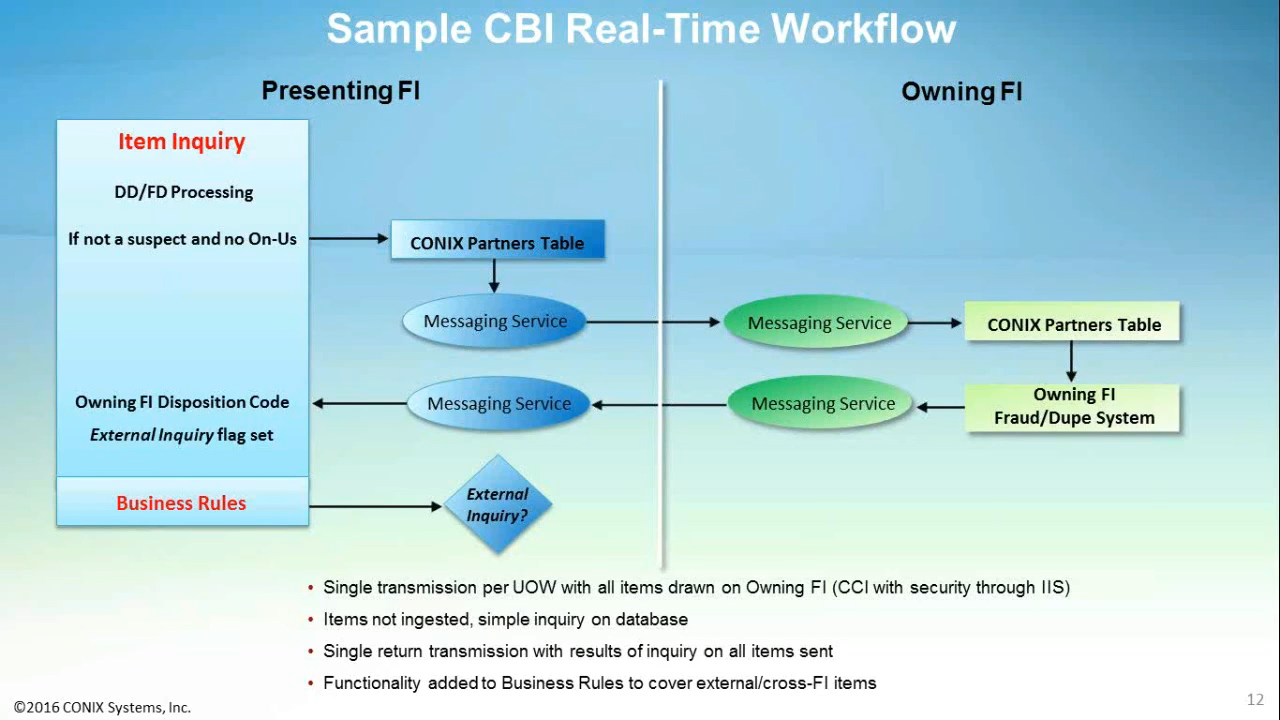 Sample CBI Real-Time Workflow
Presenting FI
Owning FI
Item Inquiry
DD/FD Processing
If not a suspect and no On-Us
CONIX Partners Table
Messaging Service
Messaging Service
CONIX Partners Table
Owning FI Disposition Code
External Inquiry flag set
Messaging Service
Messaging Service
Owning FI
Fraud/Dupe System
Business Rules
External
Inquiry?
• Single transmission per UOW with all items drawn on Owning FI (CCI with security through IIS)
• Items not ingested, simple inquiry on database
• Single return transmission with results of inquiry on all items sent
• Functionality added to Business Rules to cover external/cross-FI items
©2016 CONIX Systems, Inc.
12